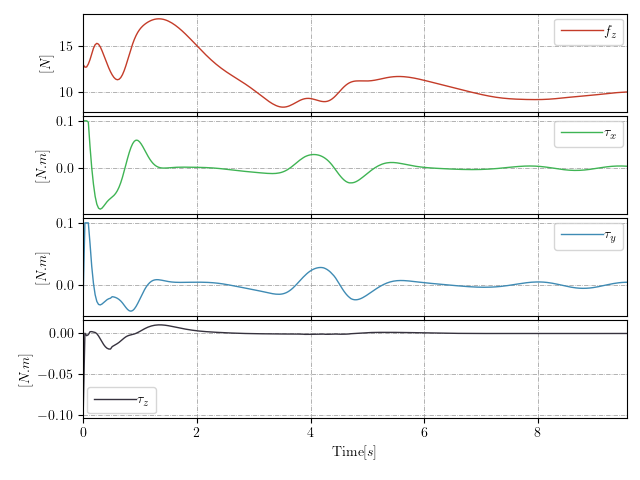 [N]
15
10
f_z
[N.m]
0.1
0.0
τ_x
[N.m]
0.1
0.0
τ_y
[N.m]
0.00
−0.05
−0.10
τ_z
0 2 4 6 8
Time[s]